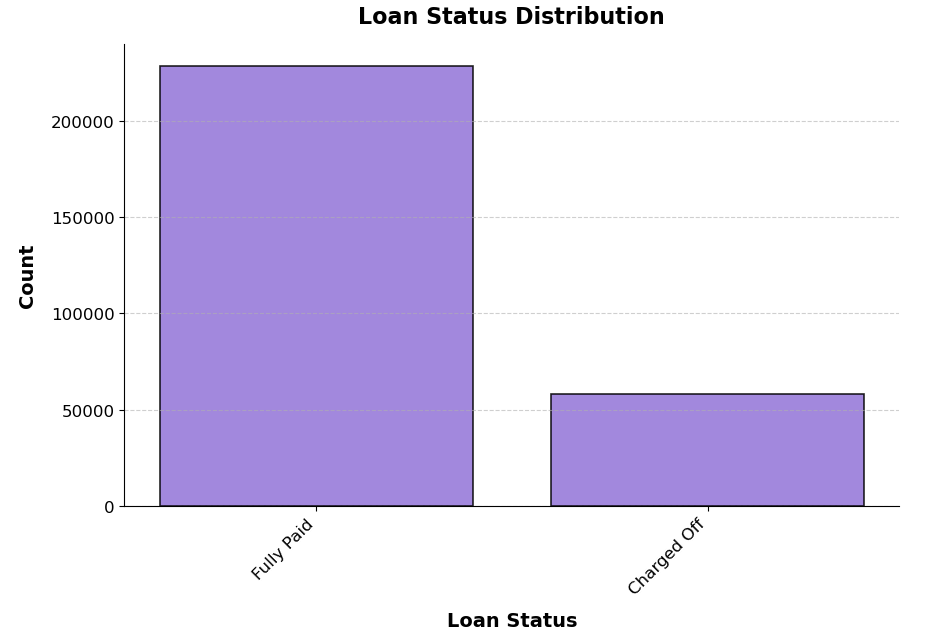 Loan Status Distribution
Count
200000
150000
100000
50000
0
Fully Paid
Charged Off
Loan Status